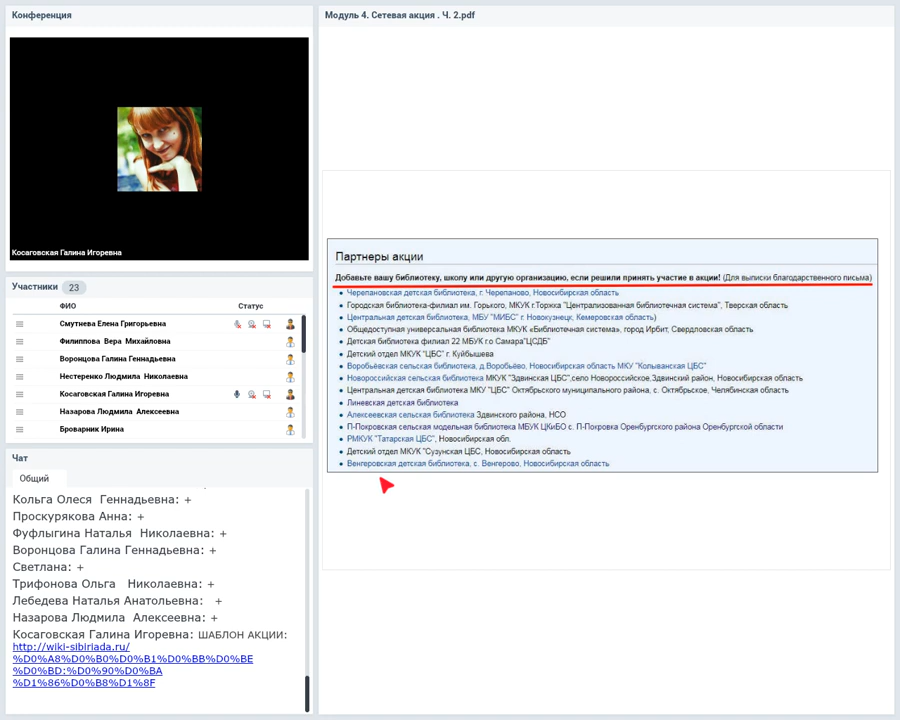 Конференция
Косаговская Галина Игоревна
Участники 23
ФИО Статус
Смутнева Елена Григорьевна
Филиппова Вера Михайловна
Воронцова Галина Геннадьевна
Нестеренко Людмила Николаевна
Косаговская Галина Игоревна
Назарова Людмила Алексеевна
Броварник Ирина
Чат
Общий
Кольга Олеся Геннадьевна: +
Проскурякова Анна: +
Фуфлыгина Наталья Николаевна: +
Воронцова Галина Геннадьевна: +
Светлана: +
Трифонова Ольга Николаевна: +
Лебедева Наталья Анатольевна: +
Назарова Людмила Алексеевна: +
Косаговская Галина Игоревна: ШАБЛОН АКЦИИ:
http://wiki-sibiriada.ru/
%D0%A8%D0%B0%D0%B1%D0%BB%D0%BE
%D0%BD:%D0%90%D0%BA
%D1%86%D0%B8%D1%8F
Модуль 4. Сетевая акция . Ч. 2.pdf
Партнеры акции
Добавьте вашу библиотеку, школу или другую организацию, если решили принять участие в акции! (Для выписки благодарственного письма)
Черепановская детская библиотека, г. Черепаново, Новосибирская область
Городская библиотека-филиал им. Горького, МКУК г.Торжка "Централизованная библиотечная система", Тверская область
Центральная детская библиотека, МБУ "МИБС" г. Новокузнецк, Кемеровская область)
Общедоступная универсальная библиотека МКУК «Библиотечная система», город Ирбит, Свердловская область
Детская библиотека филиал 22 МБУК го Самара"ЦСДБ"
Детский отдел МКУК "ЦБС" г. Куйбышева
Воробьёвская сельская библиотека, д.Воробьёво, Новосибирская область МКУ "Колыванская ЦБС"
Новороссийская сельская библиотека МКУК "Здвинская ЦБС",село Новороссийское,Здвинский район, Новосибирская область
Центральная детская библиотека МКУ "ЦБС" Октябрьского муниципального района, с. Октябрьское, Челябинская область
Линевская детская библиотека
Алексеевская сельская библиотека Здвинского района, НСО
П-Покровская сельская модельная библиотека МБУК ЦКиБО с. П-Покровка Оренбургского района Оренбургской области
РМКУК "Татарская ЦБС", Новосибирская обл.
Детский отдел МКУК "Сузунская ЦБС, Новосибирская область
Венгеровская детская библиотека, с. Венгерово, Новосибирская область